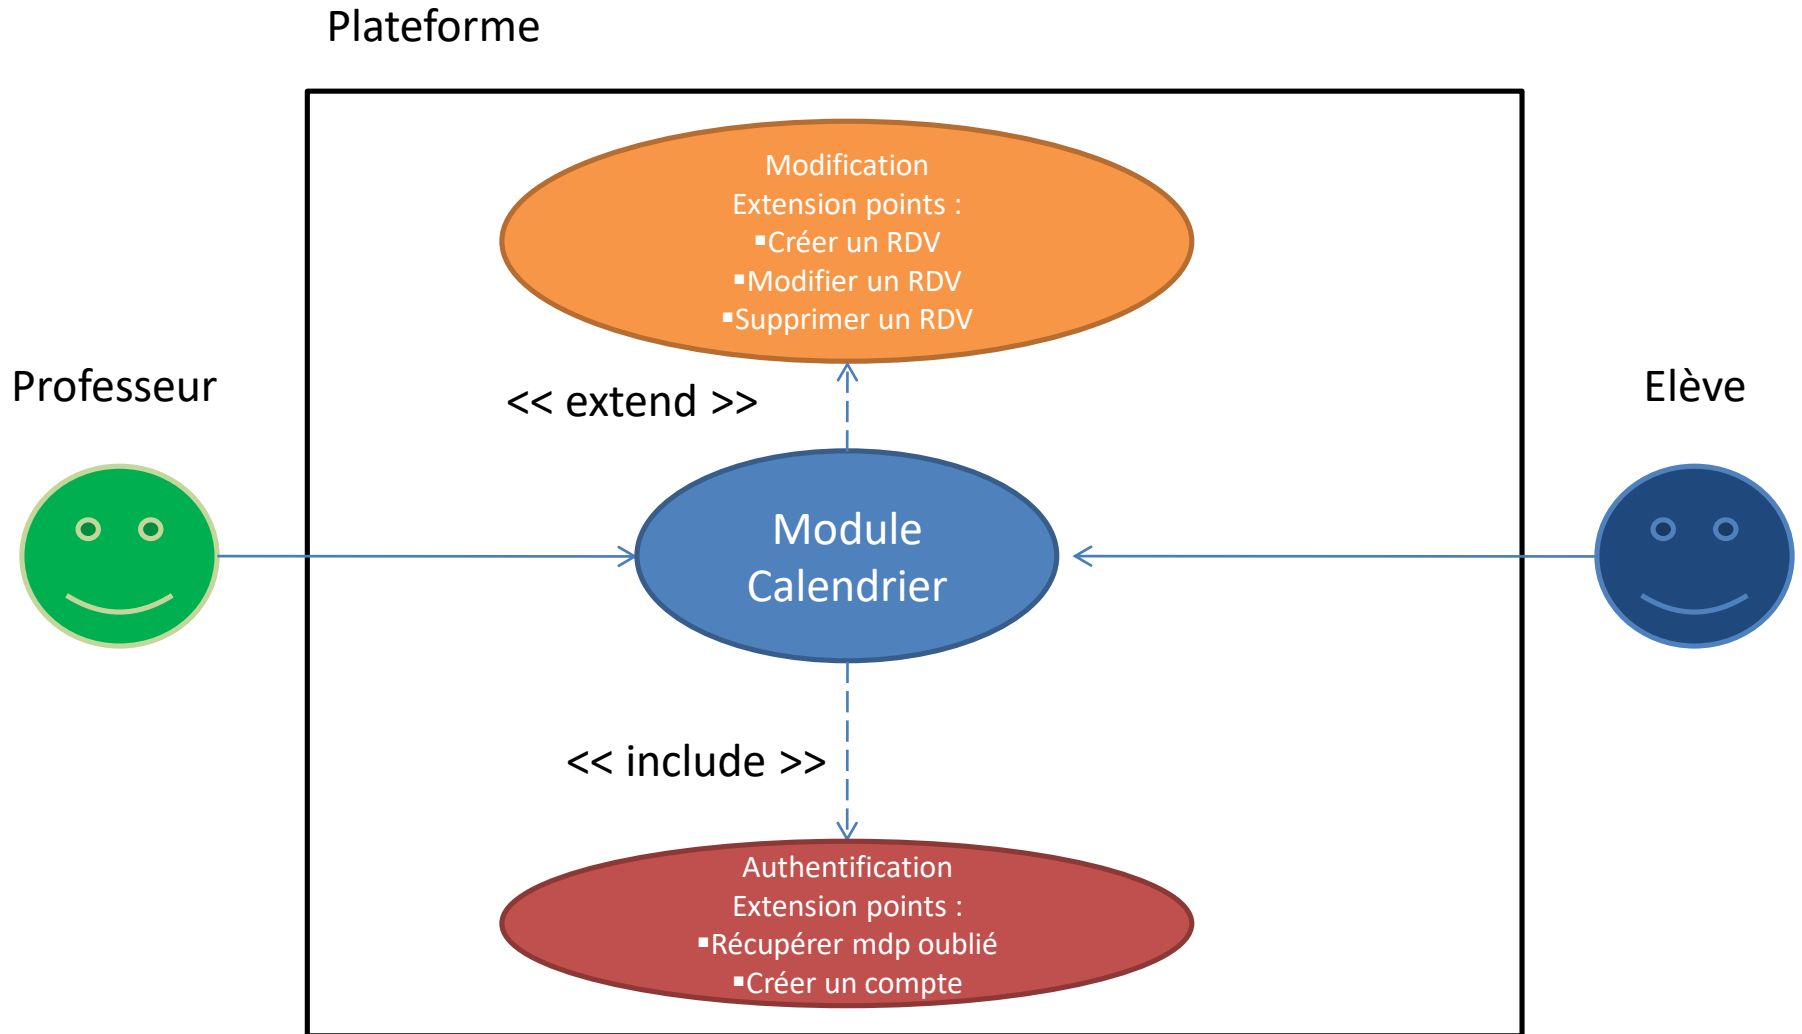 Plateforme
Modification
Extension points :
▪Créer un RDV
▪Modifier un RDV
▪Supprimer un RDV
Professeur
<< extend >>
Elève
Module
Calendrier
<< include >>
Authentification
Extension points :
▪Récupérer mdp oublié
▪Créer un compte